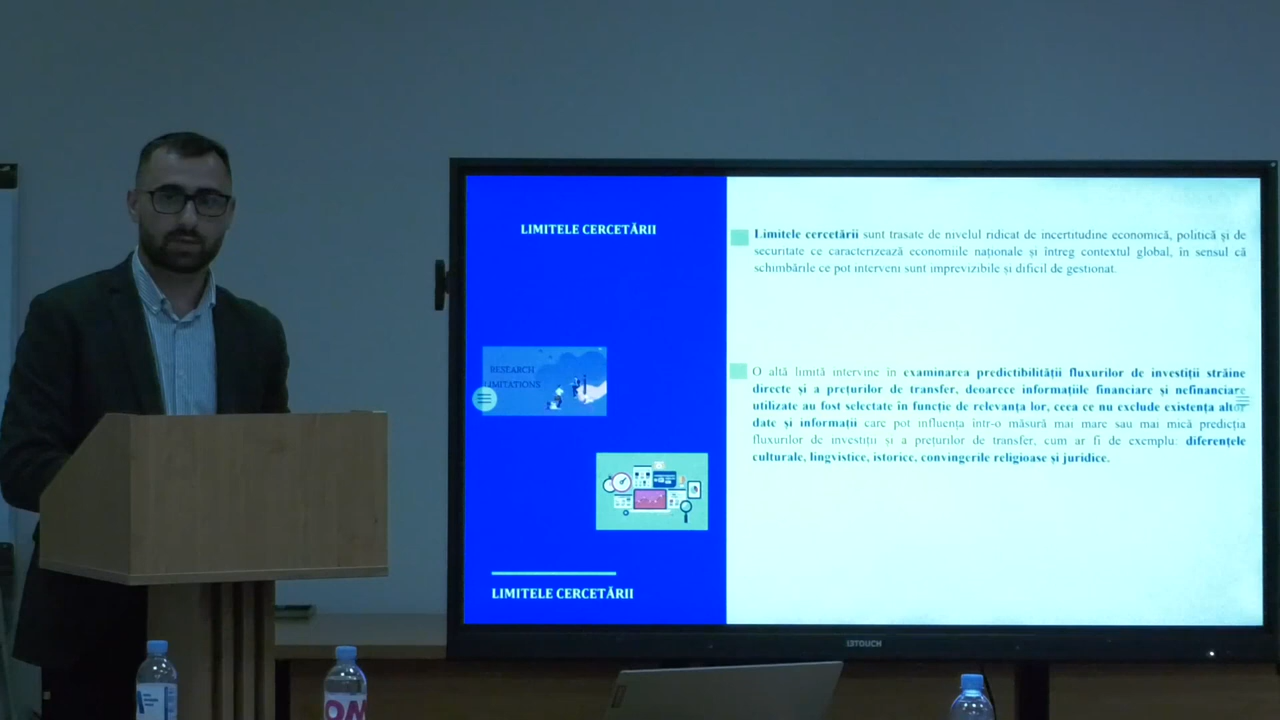 LIMITELE CERCETĂRII
RESEARCH
LIMITATIONS
LIMITELE CERCETĂRII
Limitele cercetării sunt trasate de nivelul ridicat de incertitudine economică, politică și de
securitate ce caracterizează economiile naționale și întreg contextul global, în sensul că
schimbările ce pot interveni sunt imprevizibile și dificil de gestionat.
O altă limită intervine în examinarea predictibilității fluxurilor de investiții străine
directe și a prețurilor de transfer, deoarece informațiile financiare și nefinanciare
utilizate au fost selectate în funcție de relevanța lor, ceea ce nu exclude existența altor
date și informații care pot influența într-o măsură mai mare sau mai mică predicția
fluxurilor de investiții și a prețurilor de transfer, cum ar fi de exemplu: diferențele
culturale, lingvistice, istorice, convingerile religioase și juridice.
OM